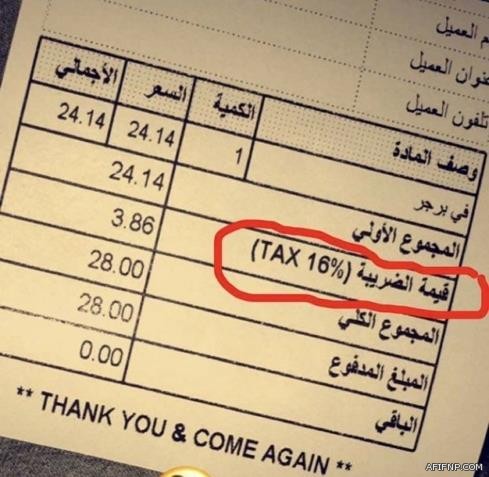 م العميل
عنوان العميل
تلفون العميل
وصف المادة الكمية السعر الأجمالي
في برجر 1 24.14 24.14
المجموع الأولي 24.14
قيمة الضريبة (TAX 16%) 3.86
المجموع الكلي 28.00
المبلغ المدفوع 28.00
الباقي 0.00
** THANK YOU & COME AGAIN **
AFIFNP.COM